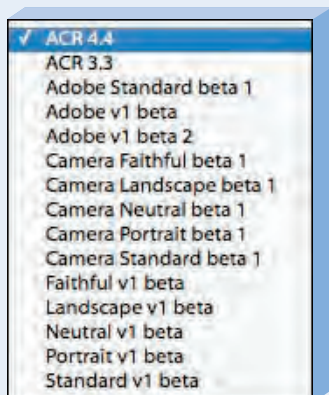 ✓ ACR 4.4
ACR 3.3
Adobe Standard beta 1
Adobe v1 beta
Adobe v1 beta 2
Camera Faithful beta 1
Camera Landscape beta 1
Camera Neutral beta 1
Camera Portrait beta 1
Camera Standard beta 1
Faithful v1 beta
Landscape v1 beta
Neutral v1 beta
Portrait v1 beta
Standard v1 beta